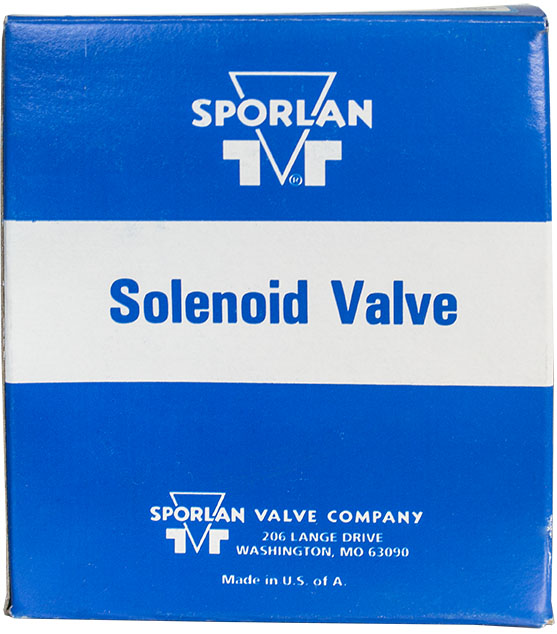 SPORLAN
®
Solenoid Valve
SPORLAN VALVE COMPANY
206 LANGE DRIVE
WASHINGTON, MO 63090
Made in U.S. of A.